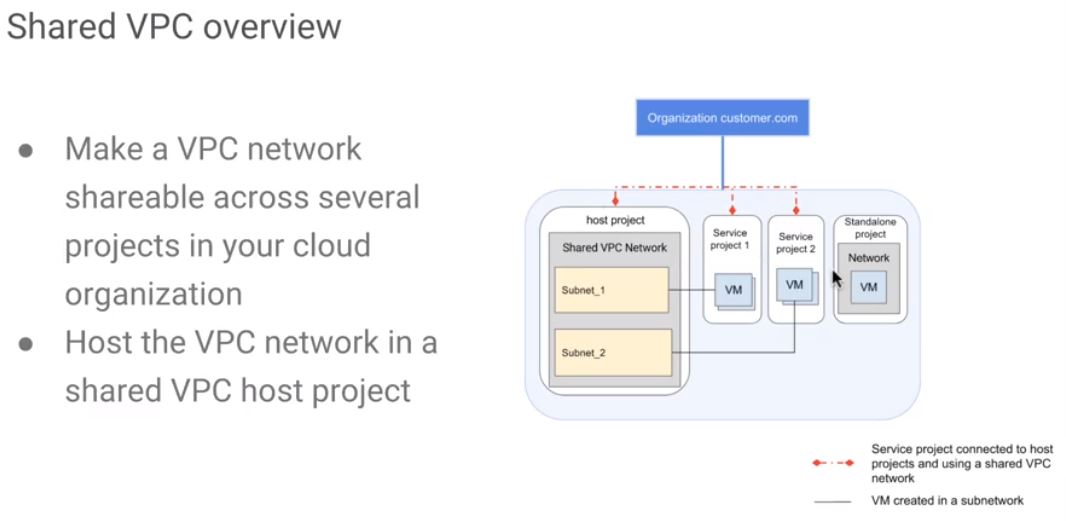 Shared VPC overview
● Make a VPC network
shareable across several
projects in your cloud
organization
● Host the VPC network in a
shared VPC host project
Organization customer.com
host project
Shared VPC Network
Subnet_1
Subnet_2
Service
project 1
VM
Service
project 2
VM
Standalone
project
Network
VM
Service project connected to host
projects and using a shared VPC
network
VM created in a subnetwork